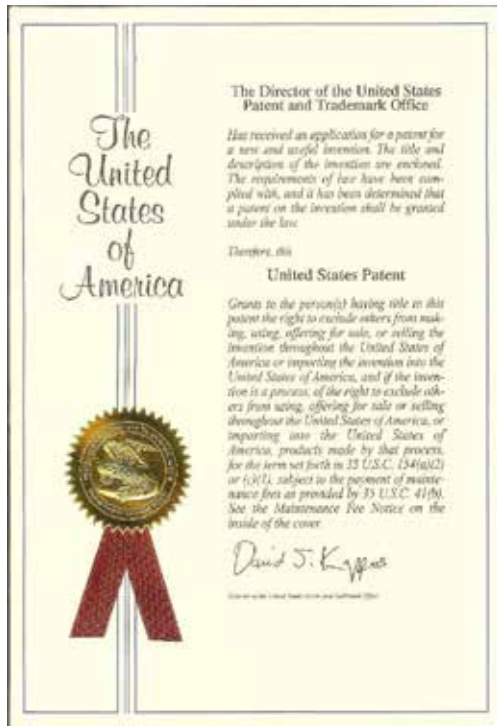 The
United
States
of
America
The Director of the United States
Patent and Trademark Office
Has received an application for a patent for
a new and useful invention. The title and
description of the invention are enclosed.
The requirements of law have been com-
plied with, and it has been determined that
a patent on the invention shall be granted
under the law.
Therefore, this
United States Patent
Grants to the person(s) having title to this
patent the right to exclude others from mak-
ing, using, offering for sale, or selling the
invention throughout the United States of
America or importing the invention into the
United States of America, and if the inven-
tion is a process, of the right to exclude oth-
ers from using, offering for sale or selling
throughout the United States of America, or
importing into the United States of
America, products made by that process,
for the term set forth in 35 U.S.C. 154(a)(2)
or (c)(1), subject to the payment of mainte-
nance fees as provided by 35 U.S.C. 41(b).
See the Maintenance Fee Notice on the
inside of the cover.
David J. Kappos